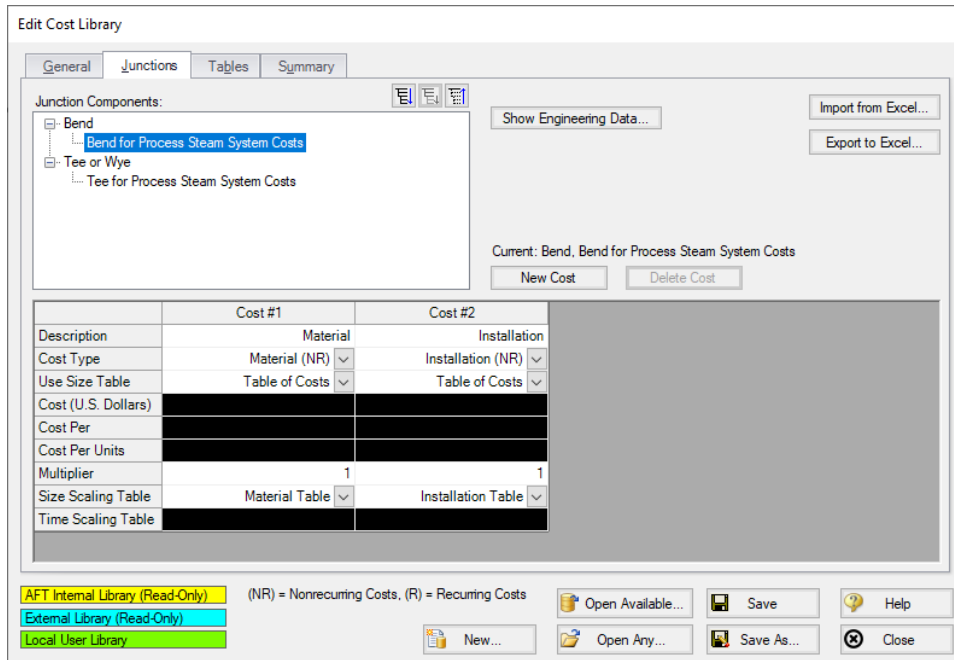 Edit Cost Library
General Junctions Tables Summary
Junction Components:
Bend
Bend for Process Steam System Costs
Tee or Wye
Tee for Process Steam System Costs
Show Engineering Data...
Import from Excel...
Export to Excel...
Current: Bend, Bend for Process Steam System Costs
New Cost Delete Cost
Cost #1 Cost #2
Description Material Installation
Cost Type Material (NR) Installation (NR)
Use Size Table Table of Costs Table of Costs
Cost (U.S. Dollars)
Cost Per
Cost Per Units
Multiplier 1 1
Size Scaling Table Material Table Installation Table
Time Scaling Table
AFT Internal Library (Read-Only) (NR) = Nonrecurring Costs, (R) = Recurring Costs
External Library (Read-Only)
Local User Library
Open Available... Save Help
New... Open Any... Save As... Close